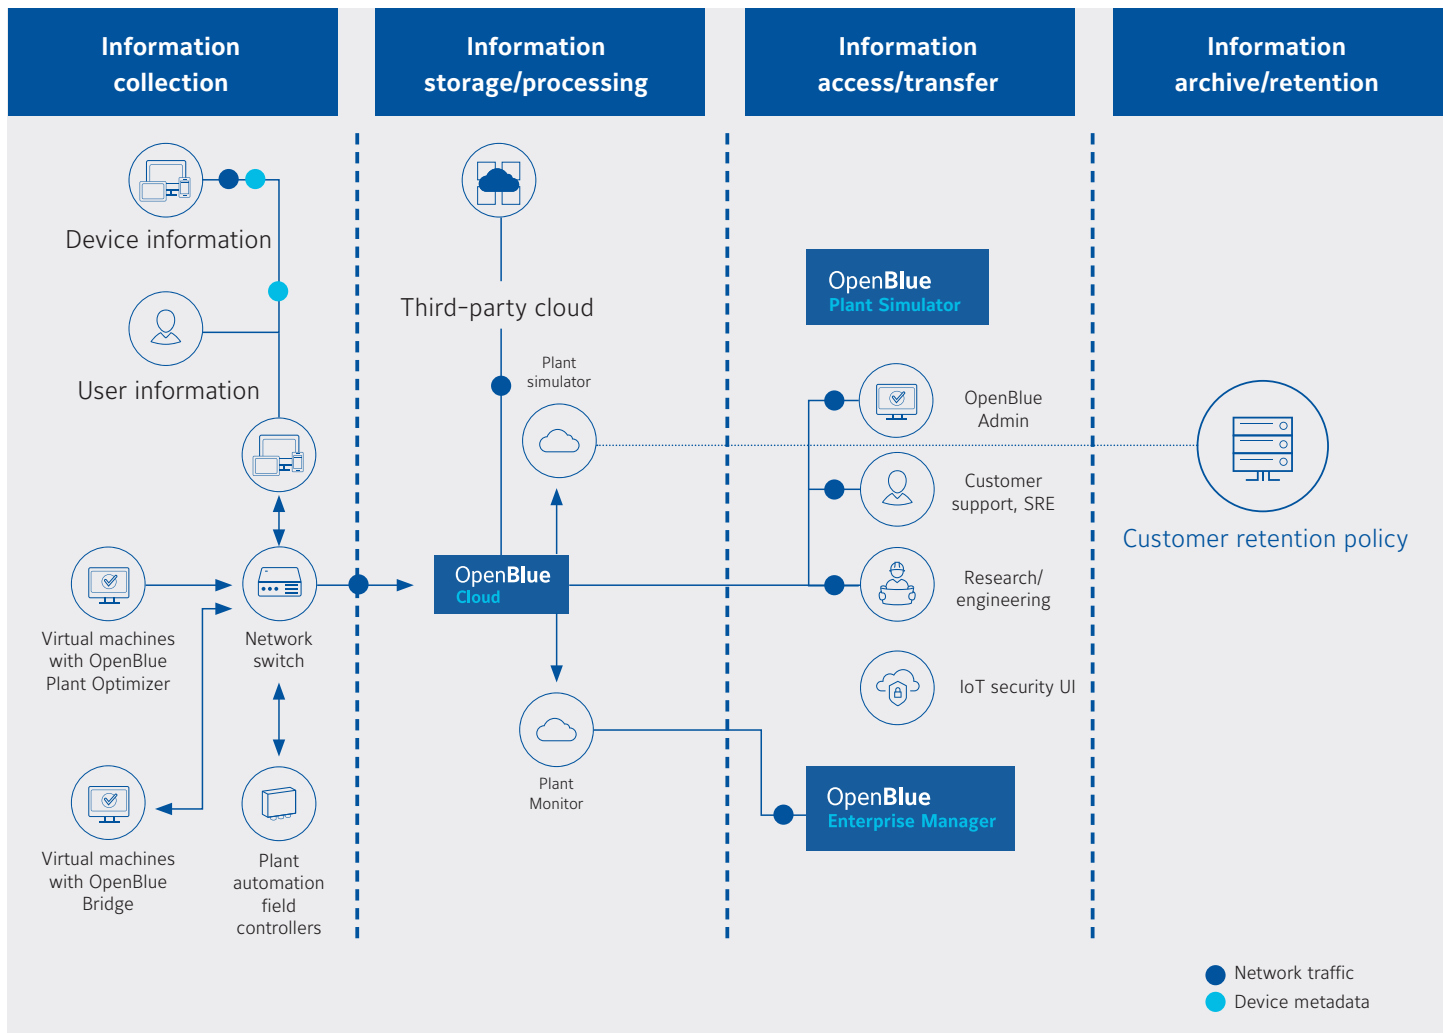 Information
collection
Information
storage/processing
Information
access/transfer
Information
archive/retention
Device information
User information
Virtual machines
with OpenBlue
Plant Optimizer
Network
switch
Virtual machines
with OpenBlue
Bridge
Plant
automation
field
controllers
Third-party cloud
Plant
simulator
OpenBlue
Cloud
Plant
Monitor
OpenBlue
Plant Simulator
OpenBlue
Admin
Customer
support, SRE
Research/
engineering
IoT security UI
OpenBlue
Enterprise Manager
Customer retention policy
Network traffic
Device metadata